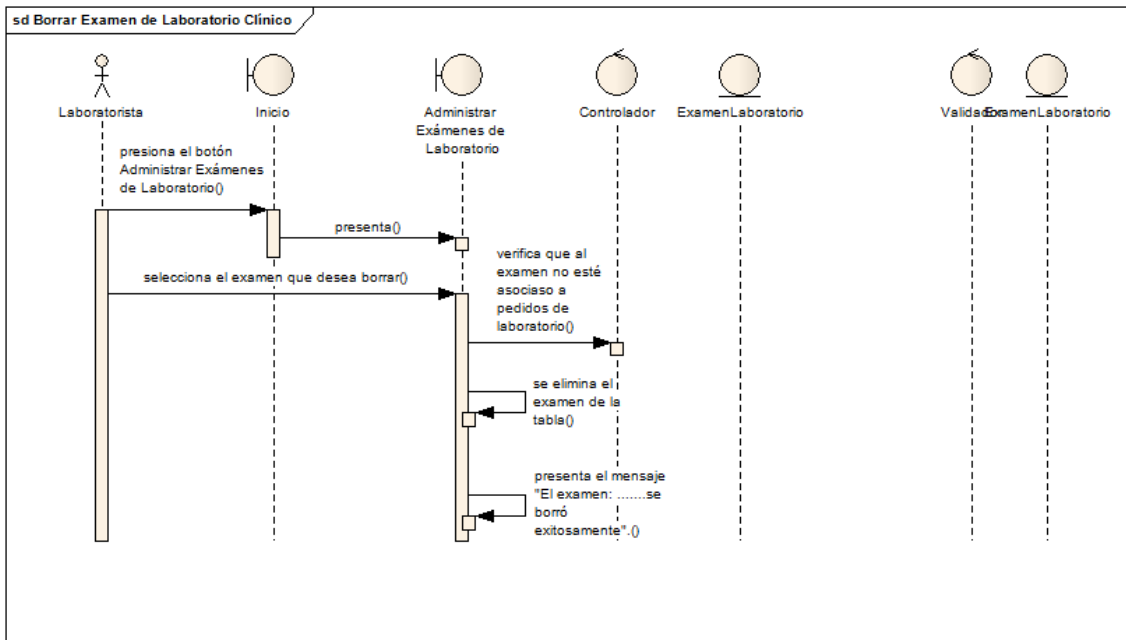 sd Borrar Examen de Laboratorio Clínico
Laboratorista
Inicio
Administrar
Exámenes de
Laboratorio
Controlador
ExamenLaboratorio
Validador
ExamenLaboratorio
presiona el botón
Administrar Exámenes
de Laboratorio()
presenta()
selecciona el examen que desea borrar()
verifica que al
examen no esté
asociaso a
pedidos de
laboratorio()
se elimina el
examen de la
tabla()
presenta el mensaje
"El examen: .......se
borró
exitosamente".()